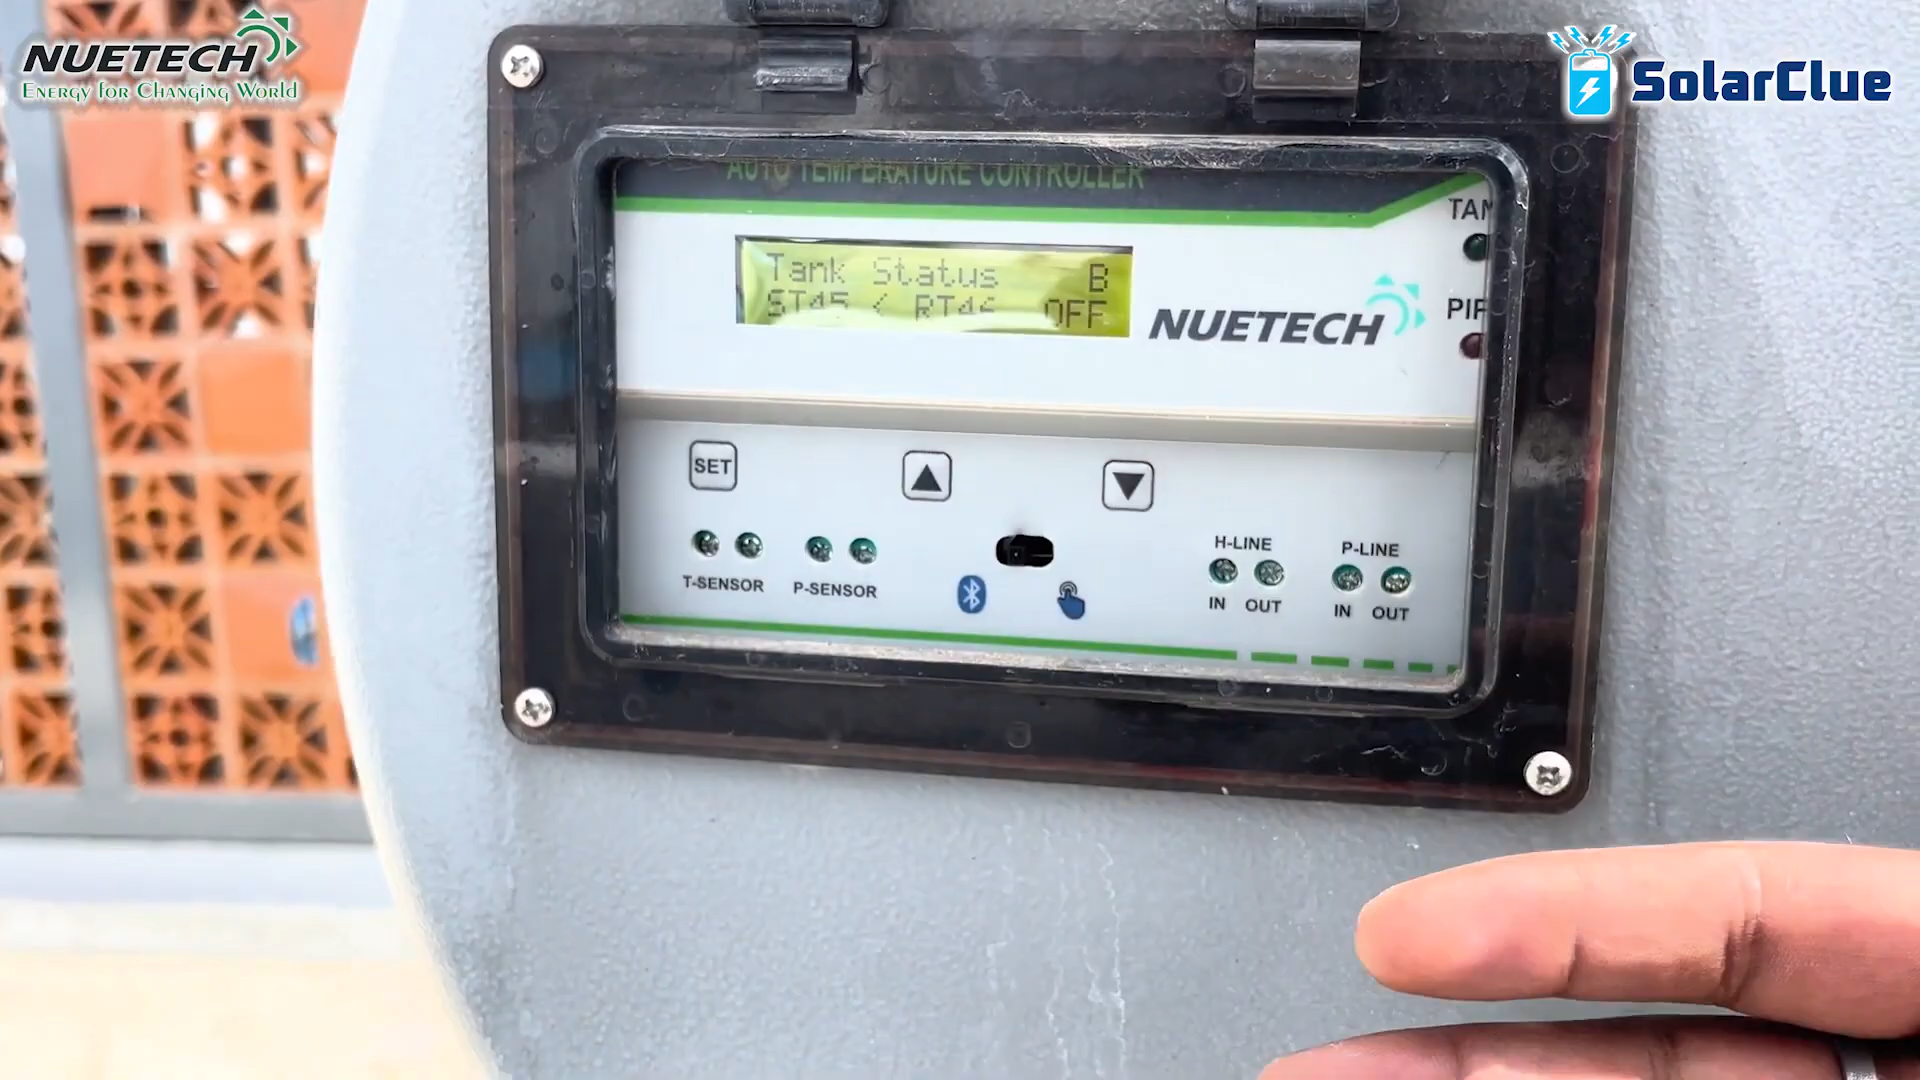 NUETECH
Energy for Changing World
SolarClue
AUTO TEMPERATURE CONTROLLER
Tank Status B
ST45 < RT46 OFF
NUETECH
TAN
PIP
SET
T-SENSOR
P-SENSOR
H-LINE
IN OUT
P-LINE
IN OUT